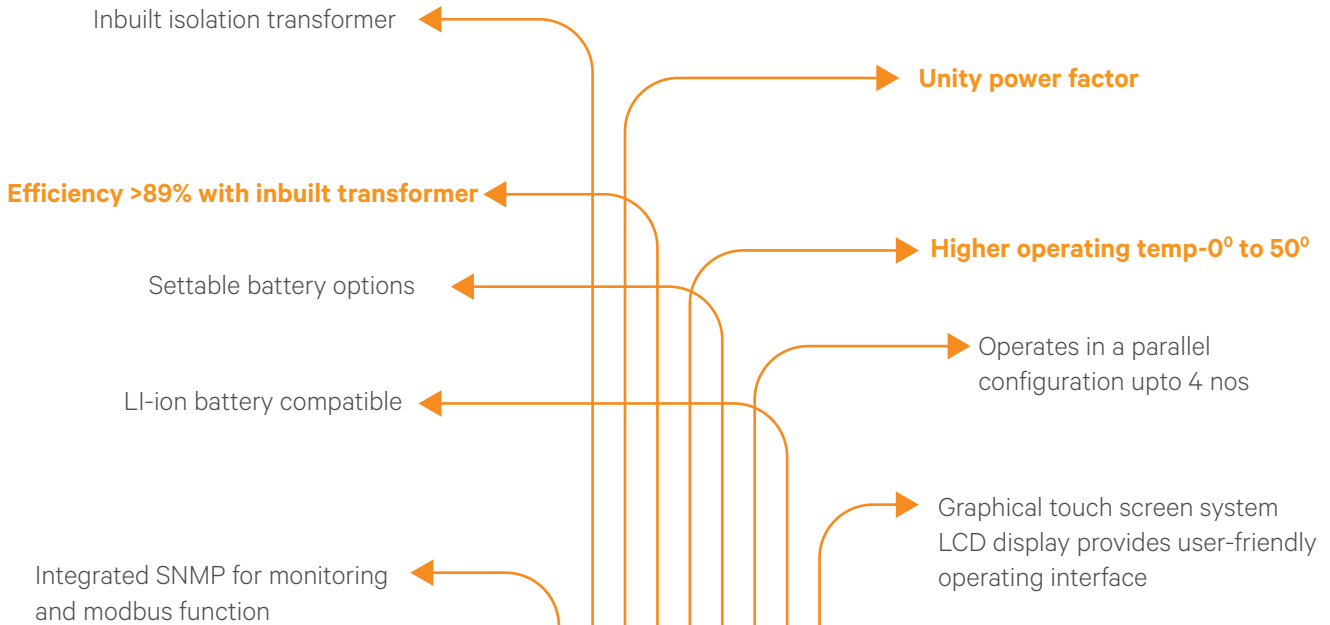 Inbuilt isolation transformer
Unity power factor
Efficiency >89% with inbuilt transformer
Higher operating temp-0⁰ to 50⁰
Settable battery options
Operates in a parallel
configuration upto 4 nos
LI-ion battery compatible
Graphical touch screen system
LCD display provides user-friendly
operating interface
Integrated SNMP for monitoring
and modbus function